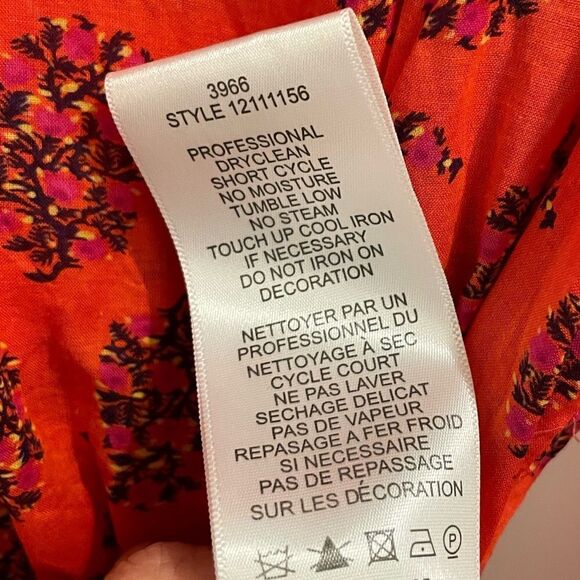 3966
STYLE 12111156
PROFESSIONAL
DRYCLEAN
SHORT CYCLE
NO MOISTURE
TUMBLE LOW
NO STEAM
TOUCH UP COOL IRON
IF NECESSARY
DO NOT IRON ON
DECORATION
NETTOYER PAR UN
PROFESSIONNEL DU
NETTOYAGE A SEC
CYCLE COURT
NE PAS LAVER
SECHAGE DELICAT
PAS DE VAPEUR
REPASAGE A FER FROID
SI NECESSAIRE
PAS DE REPASSAGE
SUR LES DÉCORATION
P